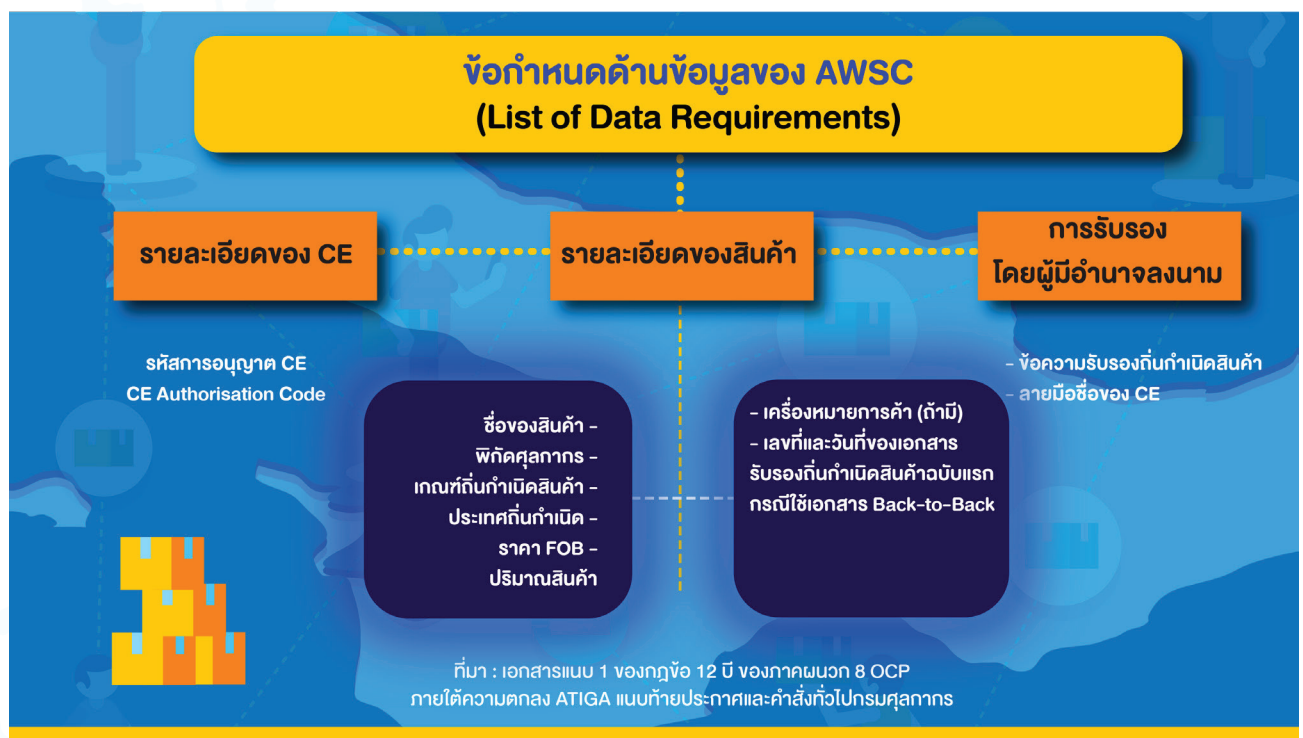 ข้อกำหนดด้านข้อมูลของ AWSC
(List of Data Requirements)
รายละเอียดของ CE
รหัสการอนุญาต CE
CE Authorisation Code
รายละเอียดของสินค้า
ชื่อของสินค้า -
พิกัดศุลกากร -
เกณฑ์ถิ่นกำเนิดสินค้า -
ประเทศถิ่นกำเนิด -
ราคา FOB -
ปริมาณสินค้า
- เครื่องหมายการค้า (ถ้ามี)
- เลขที่และวันที่ของเอกสาร
รับรองถิ่นกำเนิดสินค้าฉบับแรก
กรณีใช้เอกสาร Back-to-Back
การรับรอง
โดยผู้มีอำนาจลงนาม
- ข้อความรับรองถิ่นกำเนิดสินค้า
- ลายมือชื่อของ CE
ที่มา : เอกสารแนบ 1 ของกฎข้อ 12 บี ของภาคผนวก 8 OCP
ภายใต้ความตกลง ATIGA แนบท้ายประกาศและคำสั่งทั่วไปกรมศุลกากร